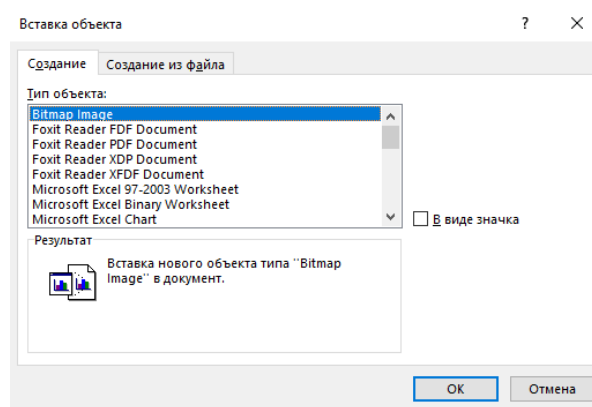 Вставка объекта
?
Создание
Создание из файла
Тип объекта:
Bitmap Image
Foxit Reader FDF Document
Foxit Reader PDF Document
Foxit Reader XDP Document
Foxit Reader XFDF Document
Microsoft Excel 97-2003 Worksheet
Microsoft Excel Binary Worksheet
Microsoft Excel Chart
В виде значка
Результат
Вставка нового объекта типа "Bitmap
Image" в документ.
ОК
Отмена